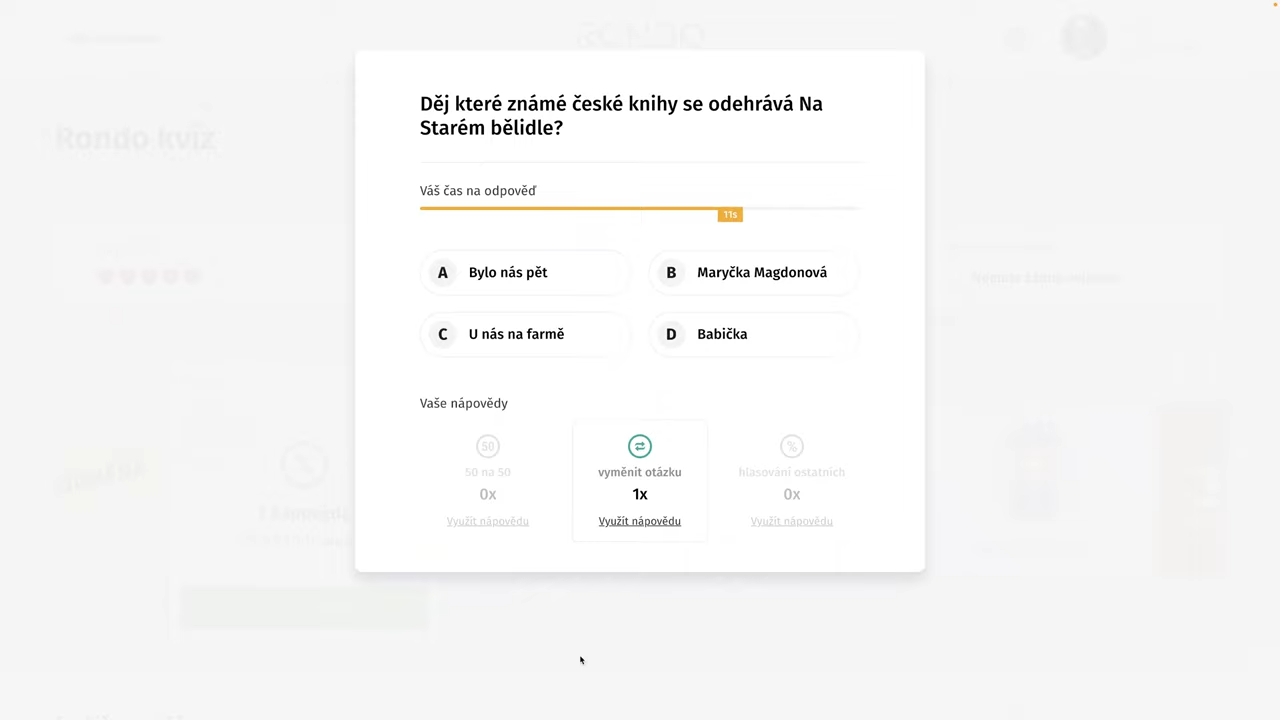 Rondo kvíz
Děj které známé české knihy se odehrává Na
Starém bělidle?
Váš čas na odpověď
11s
A Bylo nás pět
B Maryčka Magdonová
C U nás na farmě
D Babička
Vaše nápovědy
50
50 na 50
0x
Využít nápovědu
vyměnit otázku
1x
Využít nápovědu
%
hlasování ostatních
0x
Využít nápovědu